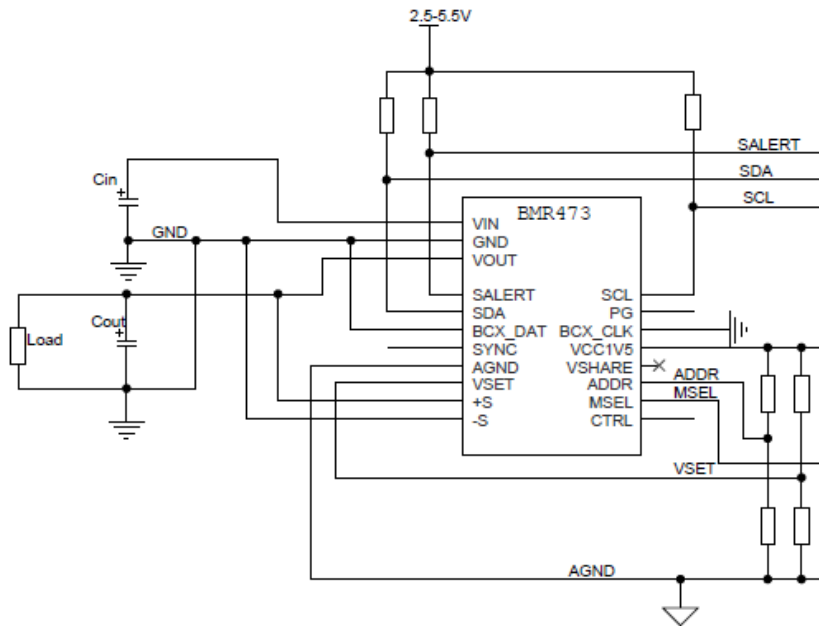 2.5-5.5V
SALERT
SDA
SCL
Cin
GND
BMR473
VIN
GND
VOUT
SALERT
SDA
BCX_DAT
SYNC
AGND
VSET
+S
-S
SCL
PG
BCX_CLK
VCC1V5
VSHARE
ADDR
MSEL
CTRL
Load
Cout
+
+
ADDR
MSEL
VSET
AGND